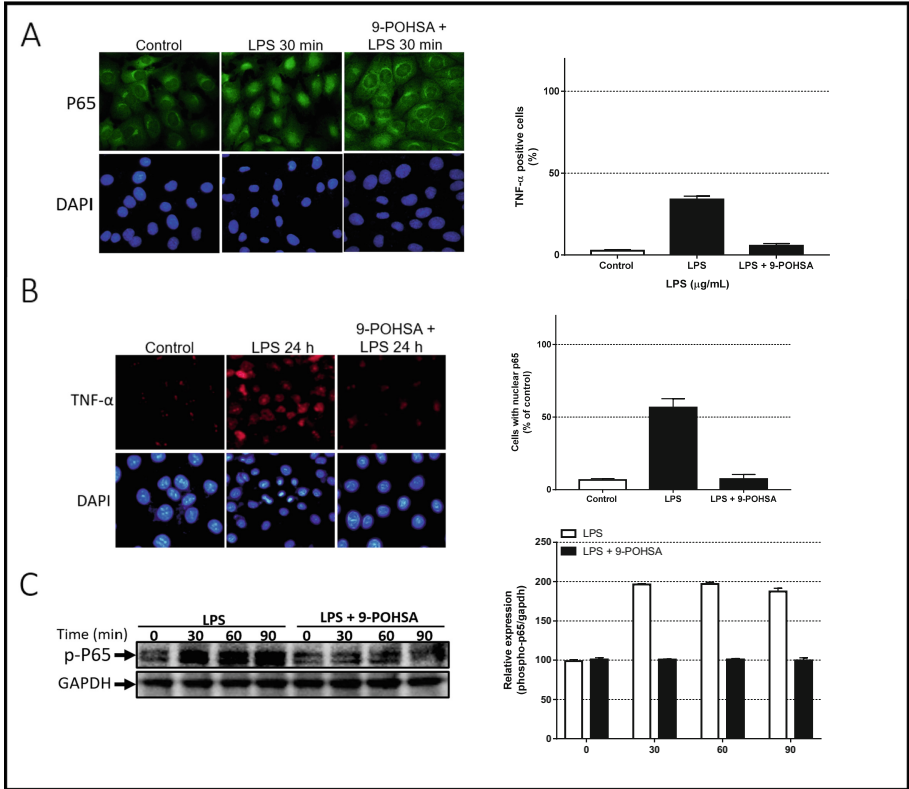 A
Control
LPS 30 min
9-POHSA +
LPS 30 min
P65
DAPI
TNF-α positive cells
(%)
100
50
0
Control
LPS
LPS + 9-POHSA
LPS (µg/mL)
B
Control
LPS 24 h
9-POHSA +
LPS 24 h
TNF-α
DAPI
Cells with nuclear p65
(% of control)
100
50
0
Control
LPS
LPS + 9-POHSA
C
LPS
LPS + 9-POHSA
Time (min)
0 30 60 90 0 30 60 90
p-P65
GAPDH
LPS
LPS + 9-POHSA
Relative expression
(phospho-p65/gapdh)
250
200
150
100
50
0
0 30 60 90